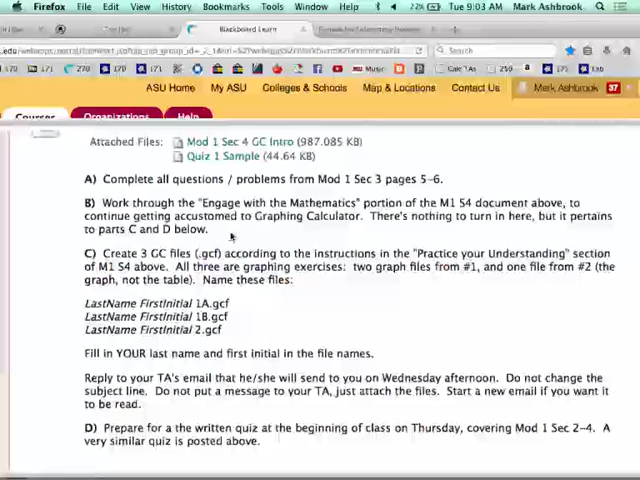 Firefox File Edit View History Bookmarks Tools Window Help 22% Tue 9:03 AM Mark Ashbrook
Blackboard Learn
Search
170 171 Music Calc TAs 250 305 Lab
ASU Home My ASU Colleges & Schools Map & Locations Contact Us Mark Ashbrook 37
Courses Organizations Help
Attached Files: Mod 1 Sec 4 GC Intro (987.085 KB)
Quiz 1 Sample (44.64 KB)
A) Complete all questions / problems from Mod 1 Sec 3 pages 5-6.
B) Work through the "Engage with the Mathematics" portion of the M1 S4 document above, to
continue getting accustomed to Graphing Calculator. There's nothing to turn in here, but it pertains
to parts C and D below.
C) Create 3 GC files (.gcf) according to the instructions in the "Practice your Understanding" section
of M1 S4 above. All three are graphing exercises: two graph files from #1, and one file from #2 (the
graph, not the table). Name these files:
LastName FirstInitial 1A.gcf
LastName FirstInitial 1B.gcf
LastName FirstInitial 2.gcf
Fill in YOUR last name and first initial in the file names.
Reply to your TA's email that he/she will send to you on Wednesday afternoon. Do not change the
subject line. Do not put a message to your TA, just attach the files. Start a new email if you want it
to be read.
D) Prepare for a the written quiz at the beginning of class on Thursday, covering Mod 1 Sec 2-4. A
very similar quiz is posted above.